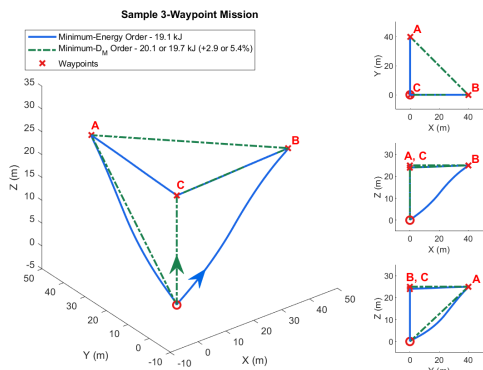 Sample 3-Waypoint Mission
Minimum-Energy Order - 19.1 kJ
Minimum-D_M Order - 20.1 or 19.7 kJ (+2.9 or 5.4%)
Waypoints
35
30
25
20
15
10
5
0
-5
Z (m)
A
B
C
50
40
30
20
10
0
-10
Y (m)
-10
0
10
20
30
40
50
X (m)
A
40
20
0
Y (m)
C
B
0
20
40
X (m)
A, C
B
30
20
10
0
Z (m)
0
20
40
X (m)
B, C
A
30
20
10
0
Z (m)
0
20
40
Y (m)